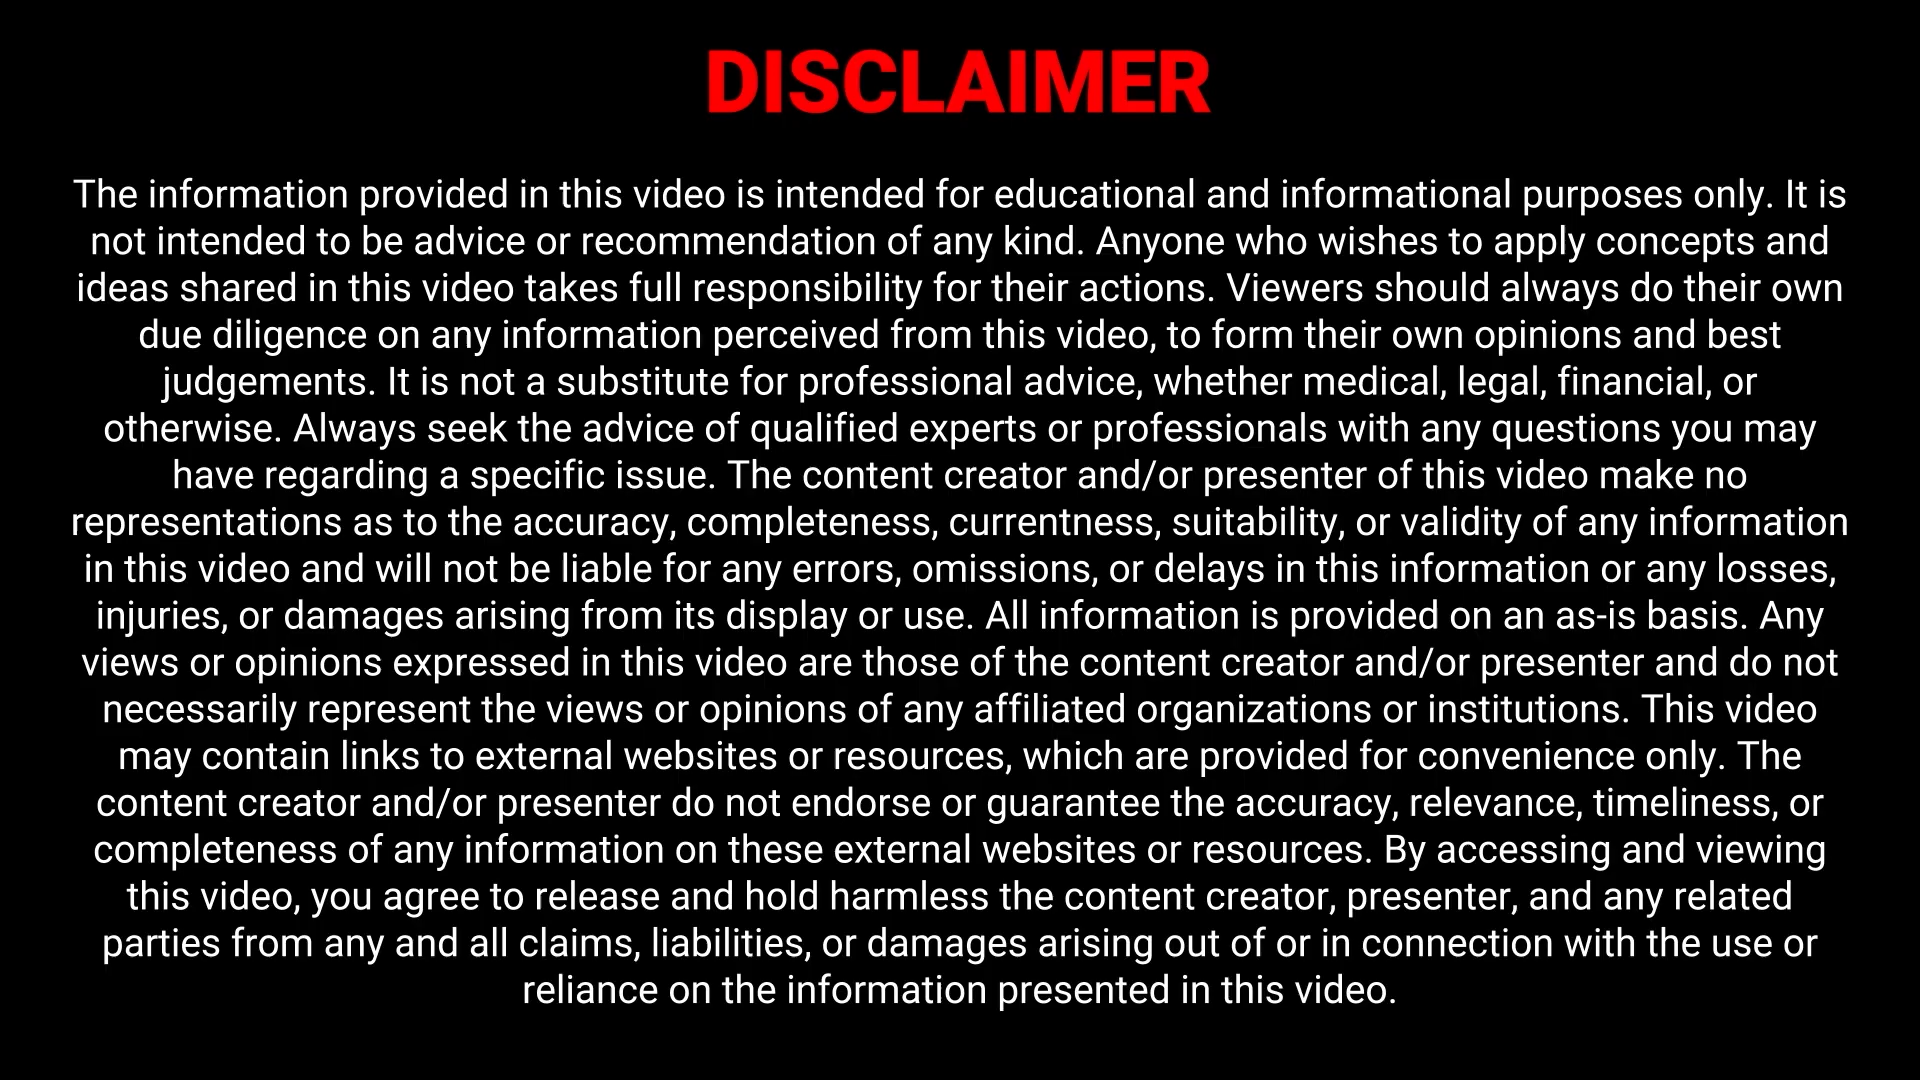 DISCLAIMER
The information provided in this video is intended for educational and informational purposes only. It is
not intended to be advice or recommendation of any kind. Anyone who wishes to apply concepts and
ideas shared in this video takes full responsibility for their actions. Viewers should always do their own
due diligence on any information perceived from this video, to form their own opinions and best
judgements. It is not a substitute for professional advice, whether medical, legal, financial, or
otherwise. Always seek the advice of qualified experts or professionals with any questions you may
have regarding a specific issue. The content creator and/or presenter of this video make no
representations as to the accuracy, completeness, currentness, suitability, or validity of any information
in this video and will not be liable for any errors, omissions, or delays in this information or any losses,
injuries, or damages arising from its display or use. All information is provided on an as-is basis. Any
views or opinions expressed in this video are those of the content creator and/or presenter and do not
necessarily represent the views or opinions of any affiliated organizations or institutions. This video
may contain links to external websites or resources, which are provided for convenience only. The
content creator and/or presenter do not endorse or guarantee the accuracy, relevance, timeliness, or
completeness of any information on these external websites or resources. By accessing and viewing
this video, you agree to release and hold harmless the content creator, presenter, and any related
parties from any and all claims, liabilities, or damages arising out of or in connection with the use or
reliance on the information presented in this video.